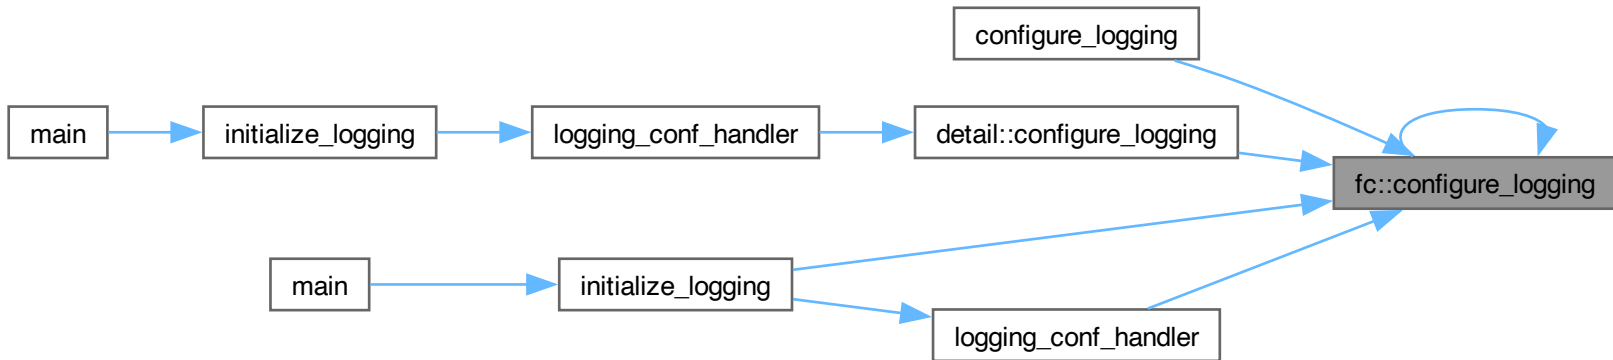 configure_logging
main
initialize_logging
logging_conf_handler
detail::configure_logging
fc::configure_logging
main
initialize_logging
logging_conf_handler